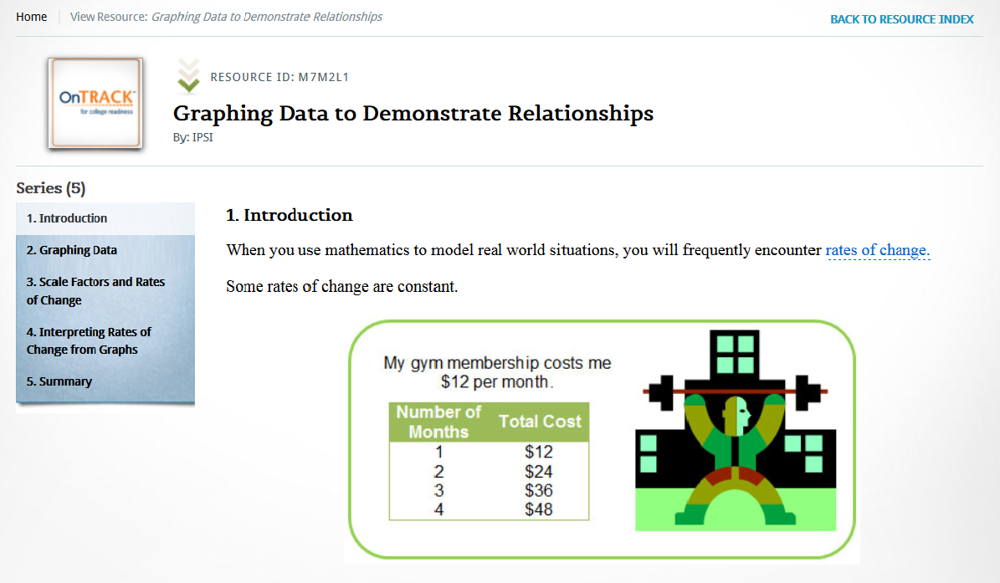 Home
View Resource: Graphing Data to Demonstrate Relationships
BACK TO RESOURCE INDEX
OnTRACK™
for college readiness
RESOURCE ID: M7M2L1
Graphing Data to Demonstrate Relationships
By: IPSI
Series (5)
1. Introduction
2. Graphing Data
3. Scale Factors and Rates
of Change
4. Interpreting Rates of
Change from Graphs
5. Summary
1. Introduction
When you use mathematics to model real world situations, you will frequently encounter rates of change.
Some rates of change are constant.
My gym membership costs me
$12 per month.
Number of
Months
Total Cost
1 $12
2 $24
3 $36
4 $48